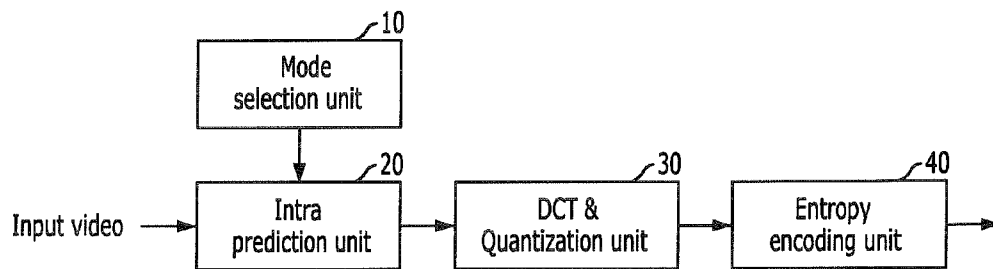 10
Mode
selection unit
20
30
40
Input video
Intra
prediction unit
DCT &
Quantization unit
Entropy
encoding unit